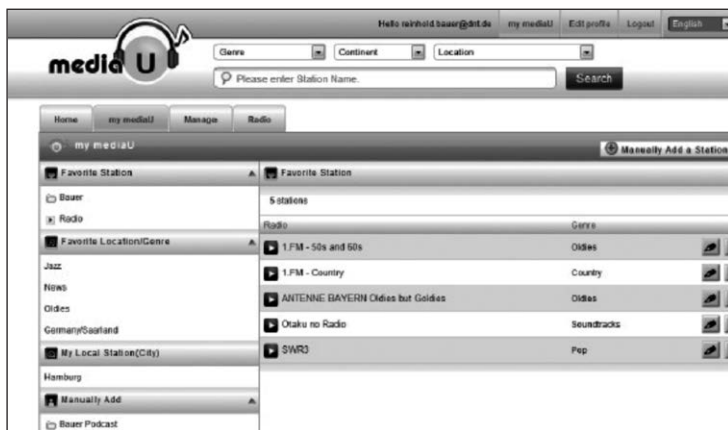 Hello reinhold.bauer@dnt.de my mediaU Edit profile Logout English
media U
Genre Continent Location
Please enter Station Name. Search
Home my mediaU Manager Radio
my mediaU Manually Add a Station
Favorite Station
Bauer
Radio
Favorite Location/Genre
Jazz
News
Oldies
Germany/Saarland
My Local Station(City)
Hamburg
Manually Add
Bauer Podcast
Favorite Station
5 stations
Radio Genre
1.FM - 50s and 60s Oldies
1.FM - Country Country
ANTENNE BAYERN Oldies but Goldies Oldies
Otaku no Radio Soundtracks
SWR3 Pop